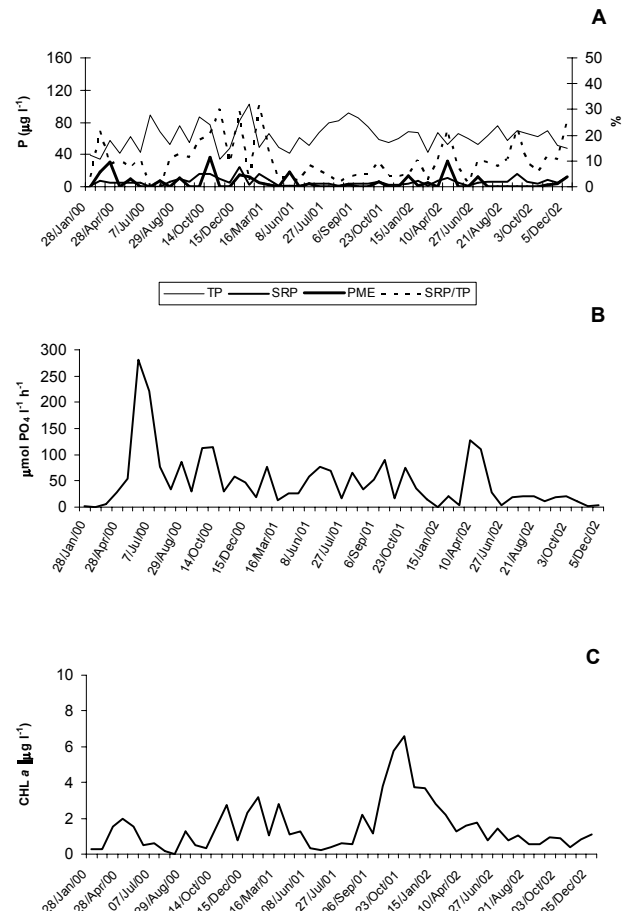 A
160
120
80
40
0
P (µg l-1)
50
40
30
20
10
0
%
28/Jan/00
28/Apr/00
7/Jul/00
29/Aug/00
14/Oct/00
15/Dec/00
16/Mar/01
8/Jun/01
27/Jul/01
6/Sep/01
23/Oct/01
15/Jan/02
10/Apr/02
27/Jun/02
21/Aug/02
3/Oct/02
5/Dec/02
TP SRP PME SRP/TP
B
300
250
200
150
100
50
0
µmol PO4 l-1 h-1
28/Jan/00
28/Apr/00
7/Jul/00
29/Aug/00
14/Oct/00
15/Dec/00
16/Mar/01
8/Jun/01
27/Jul/01
6/Sep/01
23/Oct/01
15/Jan/02
10/Apr/02
27/Jun/02
21/Aug/02
3/Oct/02
5/Dec/02
C
10
8
6
4
2
0
CHL a µg l-1)
28/Jan/00
28/Apr/00
07/Jul/00
29/Aug/00
14/Oct/00
15/Dec/00
16/Mar/01
08/Jun/01
27/Jul/01
06/Sep/01
23/Oct/01
15/Jan/02
10/Apr/02
27/Jun/02
21/Aug/02
03/Oct/02
05/Dec/02